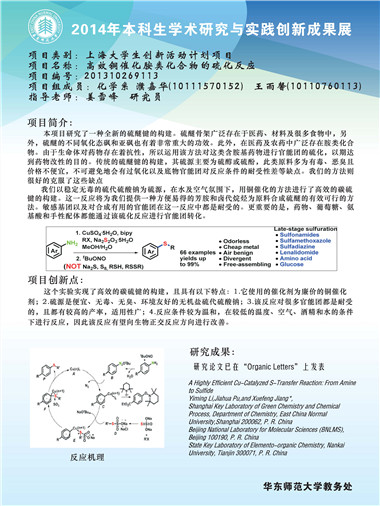 2014年本科生学术研究与实践创新成果展
项目类别：上海大学生创新活动计划项目
项目名称：高效铜催化胺类化合物的硫化反应
项目编号：201310269113
项目组成员：化学系 濮嘉华(10111570152) 王雨馨(10110760113)
指导老师：姜雪峰 研究员
项目简介：
本项目研究了一种全新的硫醚键的构建。硫醚骨架广泛存在于医药、材料及很多食物中，另
外，硫醚的不同氧化态砜和亚砜也有着非常重大的功效。此外，在医药及农药中广泛存在胺类化合
物。由于生命体对药物存在着抗性，所以运用该方法对这类含胺基药物进行官能团的硫化，以期达
到药物改性的目的。传统的硫醚键的构建，其硫源主要为硫醇或硫酚，此类原料多为有毒、恶臭且
价格不便宜，不可避免地会有过氧化以及底物官能团对反应条件的耐受性差等缺点。我们的方法则
很好的克服了这些缺点
我们以稳定无毒的硫代硫酸钠为硫源，在水及空气氛围下，用铜催化的方法进行了高效的碳硫
键的构建。这一反应将为我们提供一种方便易得的芳胺和卤代烷烃为原料合成硫醚的有效可行的方
法。敏感基团以及对合成有用的官能团在这一反应中都是耐受的。更重要的是，药物、葡萄糖、氨
基酸和手性配体都能通过该硫化反应进行官能团转化。
1. CuSO4·5H2O, bipy
RX, Na2S2O3·5H2O
MeOH/H2O
2. tBuONO
(NOT Na2S, S8, RSH, RSSR)
Ar
NH2
Ar
S
R
66 examples
yields up
to 99%
• Odorless
• Cheap metal
• Air benign
• Divergent
• Free-assembling
Late-stage sulfuration
• Sulfonamides
• Sulfamethoxazole
• Sulfadiazine
• Lenalidomide
• Amino acid
• Glucose
项目创新点：
这个实验实现了高效的碳硫键的构建，且具有以下特点：1.它使用的催化剂为廉价的铜催化
剂；2.硫源是便宜、无毒、无臭、环境友好的无机盐硫代硫酸钠；3.该反应对很多官能团都是耐受
的，且都有较高的产率，适用性广；4.反应条件较为温和，在较低的温度、空气、酒精和水的条件
下进行反应，因此该反应有望向生物正交反应方向进行改善。
反应机理
研究成果：
研究论文已在“Organic Letters”上发表
A Highly Efficient Cu-Catalyzed S-Transfer Reaction: From Amine
to Sulfide
Yiming Li,Jiahua Pu,and Xuefeng Jiang*,
Shanghai Key Laboratory of Green Chemistry and Chemical
Process, Department of Chemistry, East China Normal
University,Shanghai 200062, P. R. China
Beijing National Laboratory for Molecular Sciences (BNLMS),
Beijing 100190, P. R. China
State Key Laboratory of Elemento-organic Chemistry, Nankai
University, Tianjin 300071, P. R. China
华东师范大学教务处